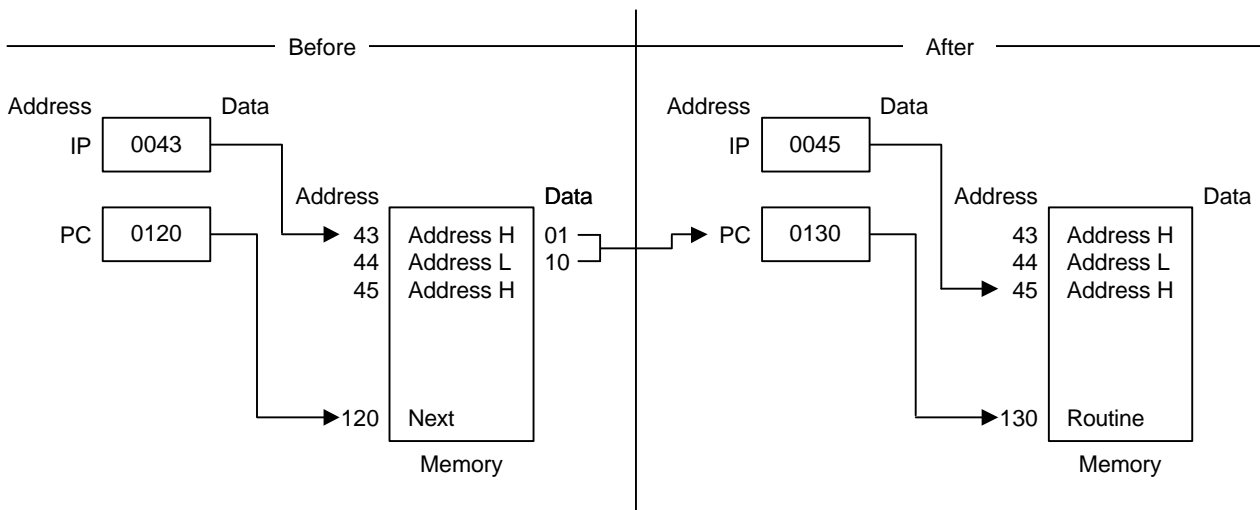 Before
Address Data
IP 0043
PC 0120
Address Data
43 Address H 01
44 Address L 10
45 Address H
120 Next
Memory
After
Address Data
IP 0045
PC 0130
Address Data
43 Address H
44 Address L
45 Address H
130 Routine
Memory